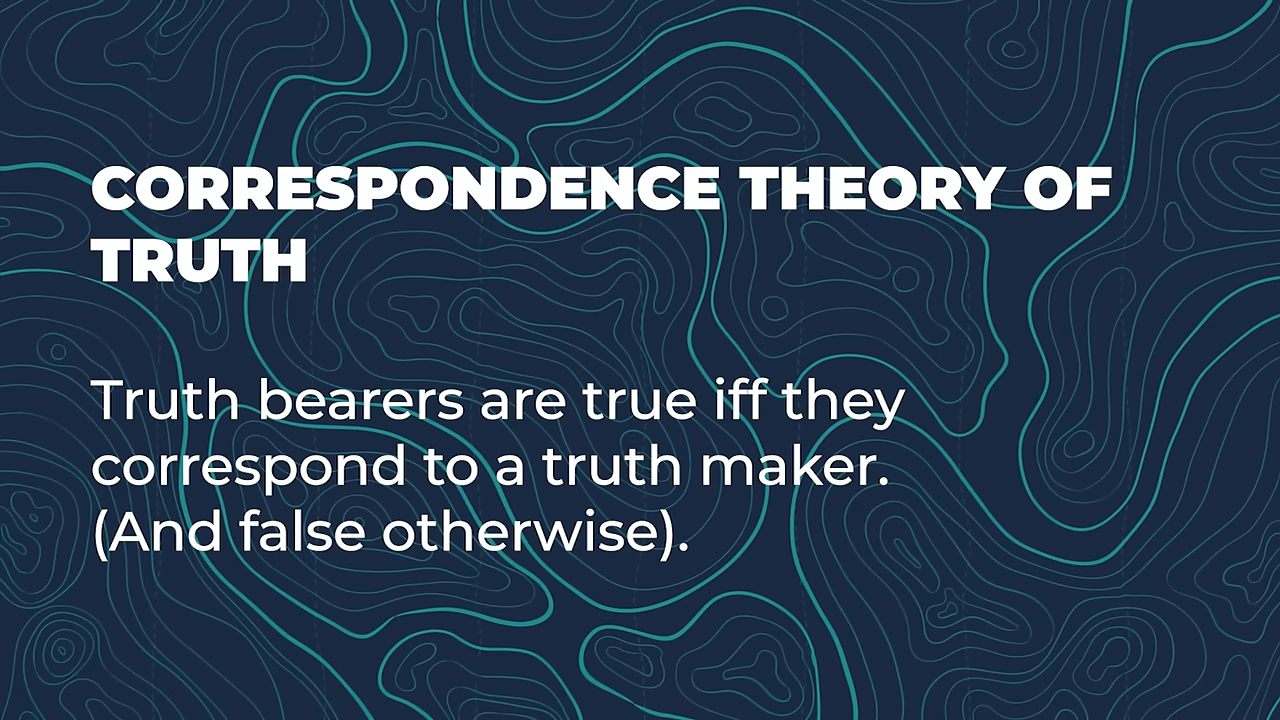 CORRESPONDENCE THEORY OF
TRUTH
Truth bearers are true iff they
correspond to a truth maker.
(And false otherwise).